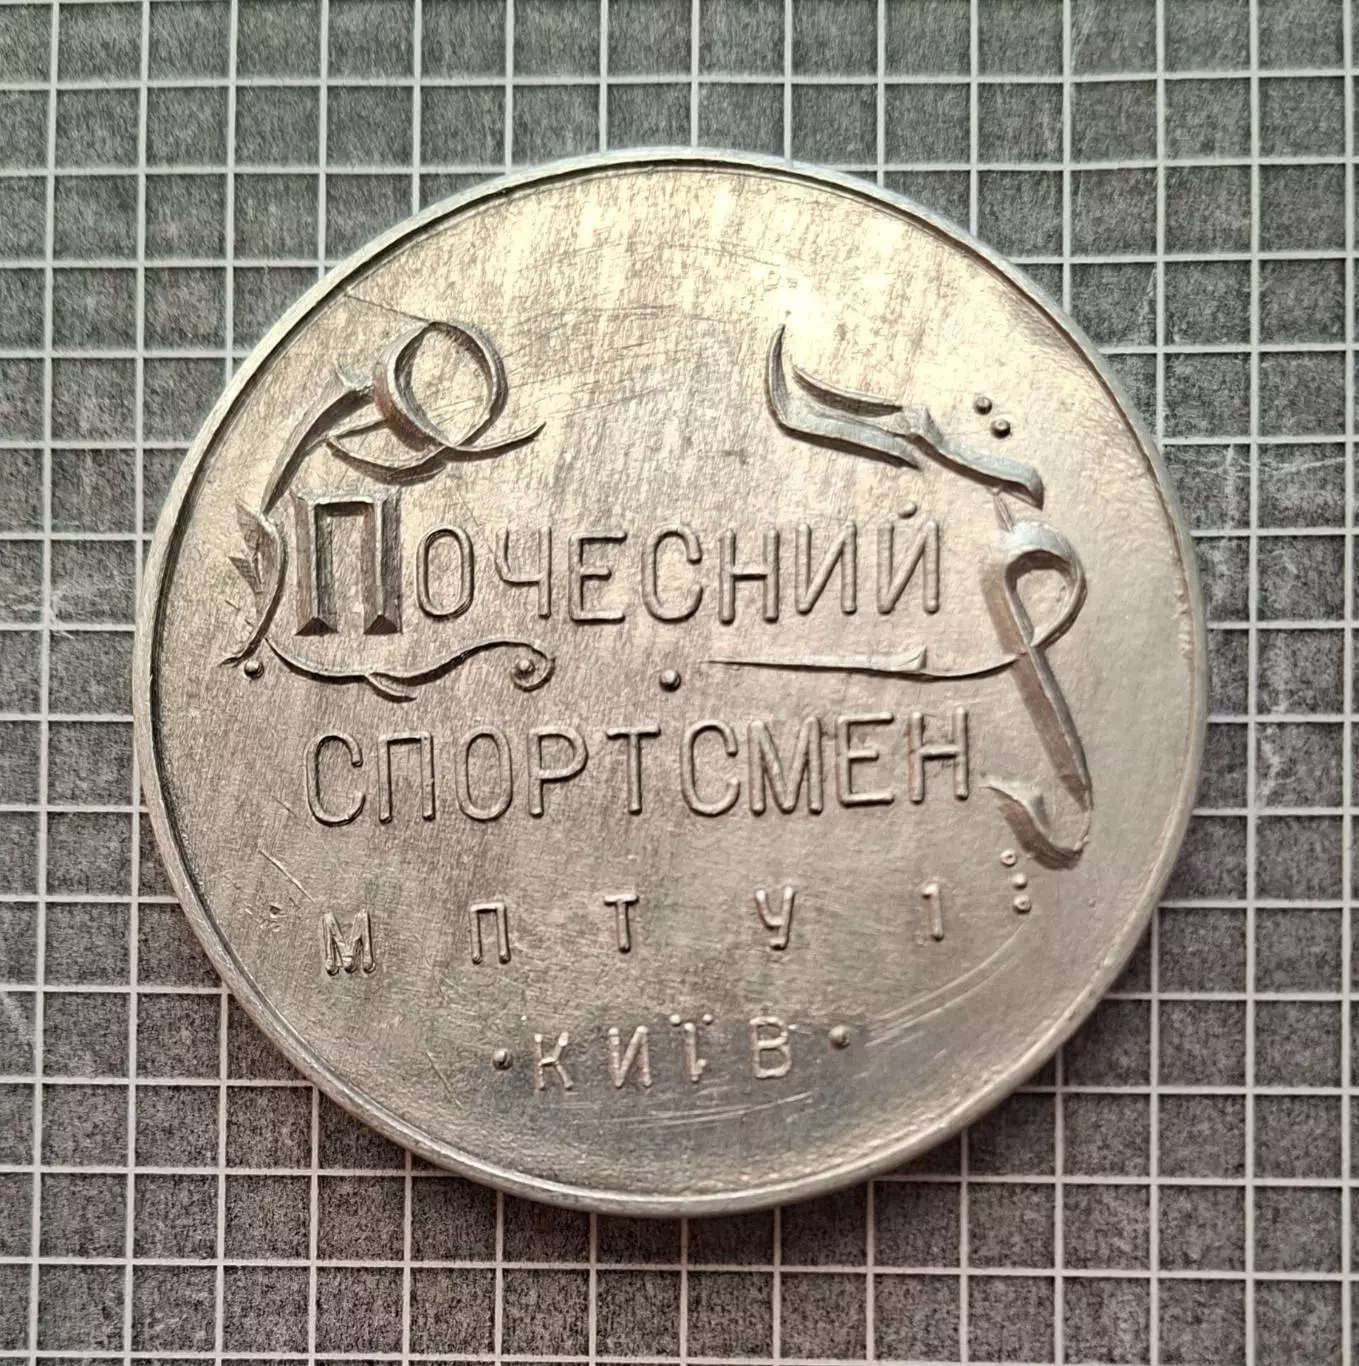 ПОЧЕСНИЙ
СПОРТСМЕН
М П Т У 1
· КИЇВ ·